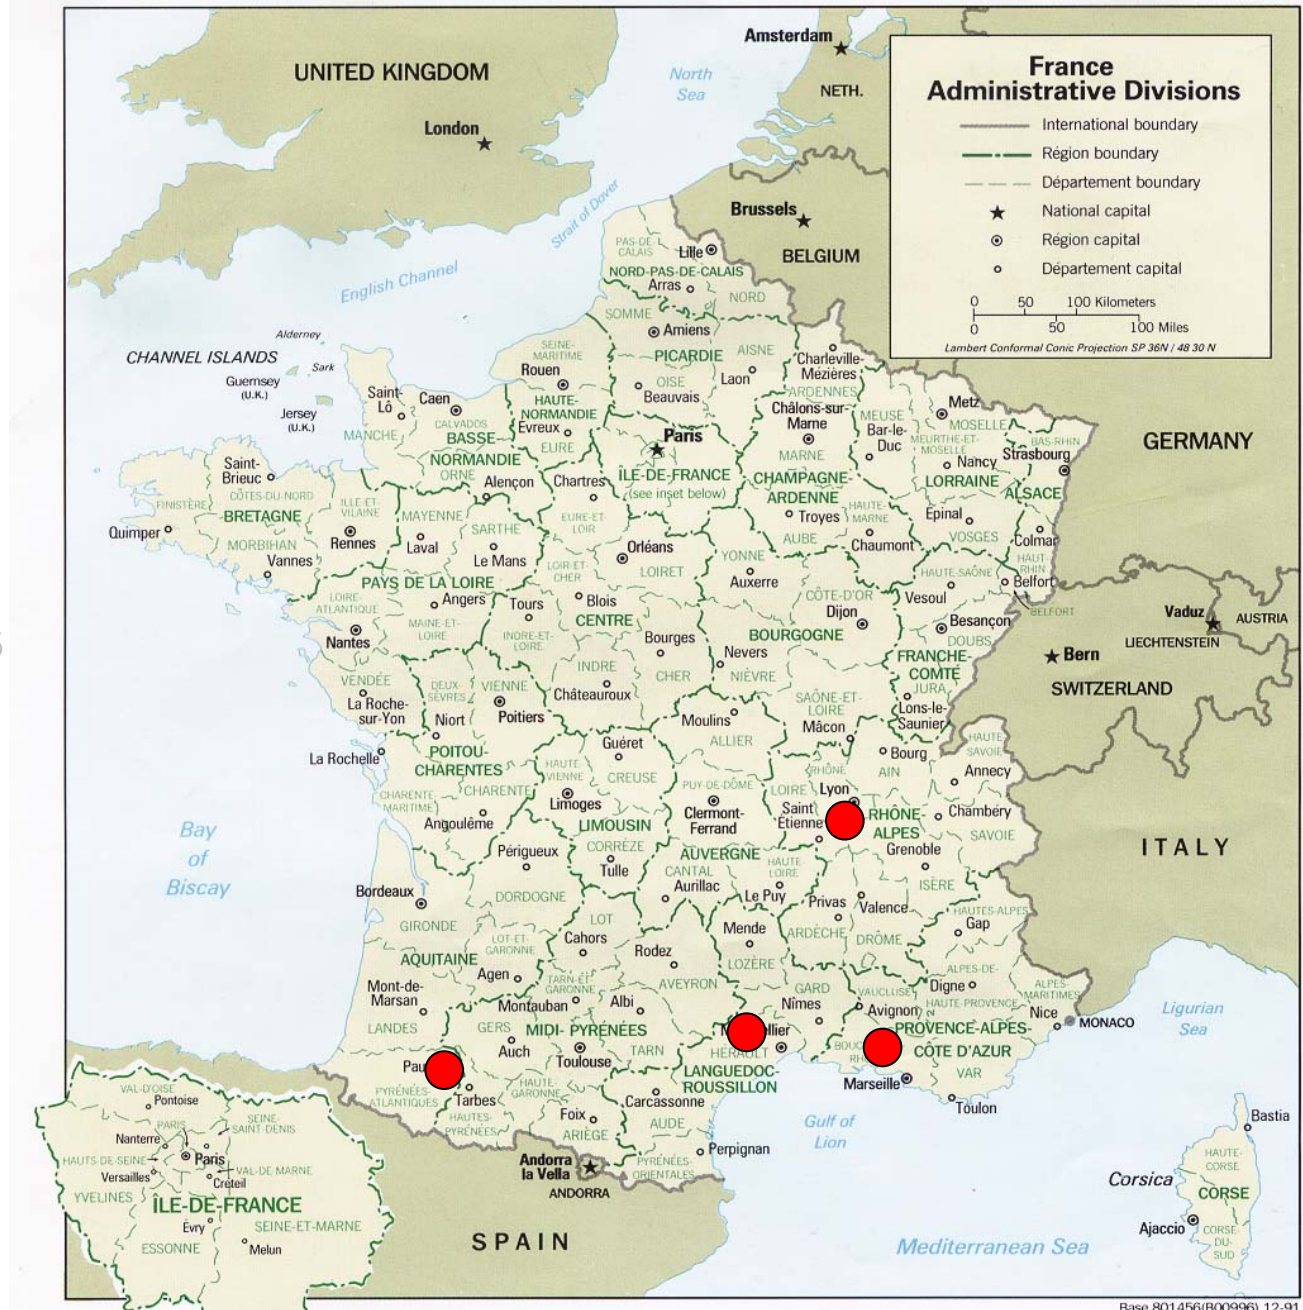 Amsterdam
North
Sea
NETH.
UNITED KINGDOM
London
France
Administrative Divisions
International boundary
Région boundary
Département boundary
National capital
Région capital
Département capital
0 50 100 Kilometers
0 50 100 Miles
Lambert Conformal Conic Projection SP 36N / 48 30 N
Strait of Dover
Brussels
BELGIUM
English Channel
PAS-DE
CALAIS
Lille
NORD-PAS-DE-CALAIS
Arras
NORD
SOMME
Amiens
PICARDIE
AISNE
OISE
Beauvais
Laon
Charleville-
Mézières
ARDENNES
Alderney
CHANNEL ISLANDS
Sark
Guernsey
(U.K.)
Jersey
(U.K.)
SEINE-
MARITIME
Rouen
HAUTE-
NORMANDIE
Evreux
EURE
Saint-
Lô
Caen
CALVADOS
MANCHE
BASSE-
NORMANDIE
ORNE
Alençon
Paris
ÎLE-DE-FRANCE
(see inset below)
Chartres
EURE-ET-
LOIR
Châlons-sur-
Marne
MARNE
CHAMPAGNE-
ARDENNE
Troyes
AUBE
HAUTE-
MARNE
Chaumont
MEUSE
Bar-le-
Duc
Metz
MOSELLE
MEURTHE-ET-
MOSELLE
Nancy
LORRAINE
Épinal
VOSGES
BAS-RHIN
Strasbourg
ALSACE
Colmar
HAUT-
RHIN
Belfort
BELFORT
GERMANY
Saint-
Brieuc
CÔTES-DU-NORD
FINISTÈRE
BRETAGNE
Quimper
MORBIHAN
Vannes
ILLE-ET-
VILAINE
Rennes
MAYENNE
Laval
SARTHE
Le Mans
PAYS DE LA LOIRE
LOIRE-
ATLANTIQUE
Angers
MAINE-ET-
LOIRE
Nantes
VENDÉE
La Roche-
sur-Yon
Orléans
LOIRET
LOIR-ET-
CHER
Blois
Tours
CENTRE
INDRE-ET-
LOIRE
INDRE
Châteauroux
Bourges
CHER
YONNE
Auxerre
CÔTE-D'OR
Dijon
BOURGOGNE
Nevers
NIÈVRE
SAÔNE-ET-
LOIRE
Mâcon
HAUTE-SAÔNE
Vesoul
Besançon
DOUBS
FRANCHE-
COMTÉ
JURA
Lons-le-
Saunier
Vaduz
AUSTRIA
LIECHTENSTEIN
Bern
SWITZERLAND
DEUX-
SÈVRES
VIENNE
Poitiers
Niort
POITOU-
CHARENTES
La Rochelle
CHARENTE
MARITIME
CHARENTE
Angoulême
Guéret
CREUSE
HAUTE
VIENNE
Limoges
LIMOUSIN
CORRÈZE
Tulle
Moulins
ALLIER
PUY-DE-DÔME
Clermont-
Ferrand
AUVERGNE
CANTAL
Aurillac
HAUTE-
LOIRE
Le Puy
RHÔNE
LOIRE
Lyon
Saint
Étienne
Bourg
AIN
HAUTE
SAVOIE
Annecy
RHÔNE
ALPES
Chambéry
SAVOIE
Grenoble
ISÈRE
ITALY
Bay
of
Biscay
Périgueux
DORDOGNE
Bordeaux
GIRONDE
LOT-ET-
GARONNE
AQUITAINE
Agen
Mont-de-
Marsan
LANDES
PYRÉNÉES-
ATLANTIQUES
LOT
Cahors
TARN-ET
GARONNE
Montauban
Rodez
AVEYRON
Albi
TARN
GERS
MIDI-PYRÉNÉES
Auch
Toulouse
Tarbes
HAUTES-
PYRÉNÉES
HAUTE-
GARONNE
Foix
ARIÈGE
Mende
LOZÈRE
Privas
ARDÈCHE
Valence
DRÔME
HAUTES-ALPES
Gap
GARD
Nîmes
HÉRAULT
LANGUEDOC-
ROUSSILLON
Carcassonne
AUDE
Perpignan
PYRÉNÉES-
ORIENTALES
VAUCLUSE
Avignon
ALPES-DE-
HAUTE-PROVENCE
Digne
ALPES-
MARITIMES
Nice
MONACO
PROVENCE-ALPES-
CÔTE D'AZUR
VAR
Marseille
Toulon
Ligurian
Sea
Gulf of
Lion
Andorra
la Vella
ANDORRA
SPAIN
Mediterranean Sea
Bastia
HAUTE-
CORSE
Corsica
CORSE
Ajaccio
CORSE
DU-
SUD
VAL-D'OISE
Pontoise
SEINE-
SAINT-DENIS
PARIS
Nanterre
Paris
HAUTS-DE-SEINE
Versailles
VAL-DE MARNE
Créteil
YVELINES
ÎLE-DE-FRANCE
Évry
SEINE-ET-MARNE
ESSONNE
Melun
Base 801456(B00996) 12-91